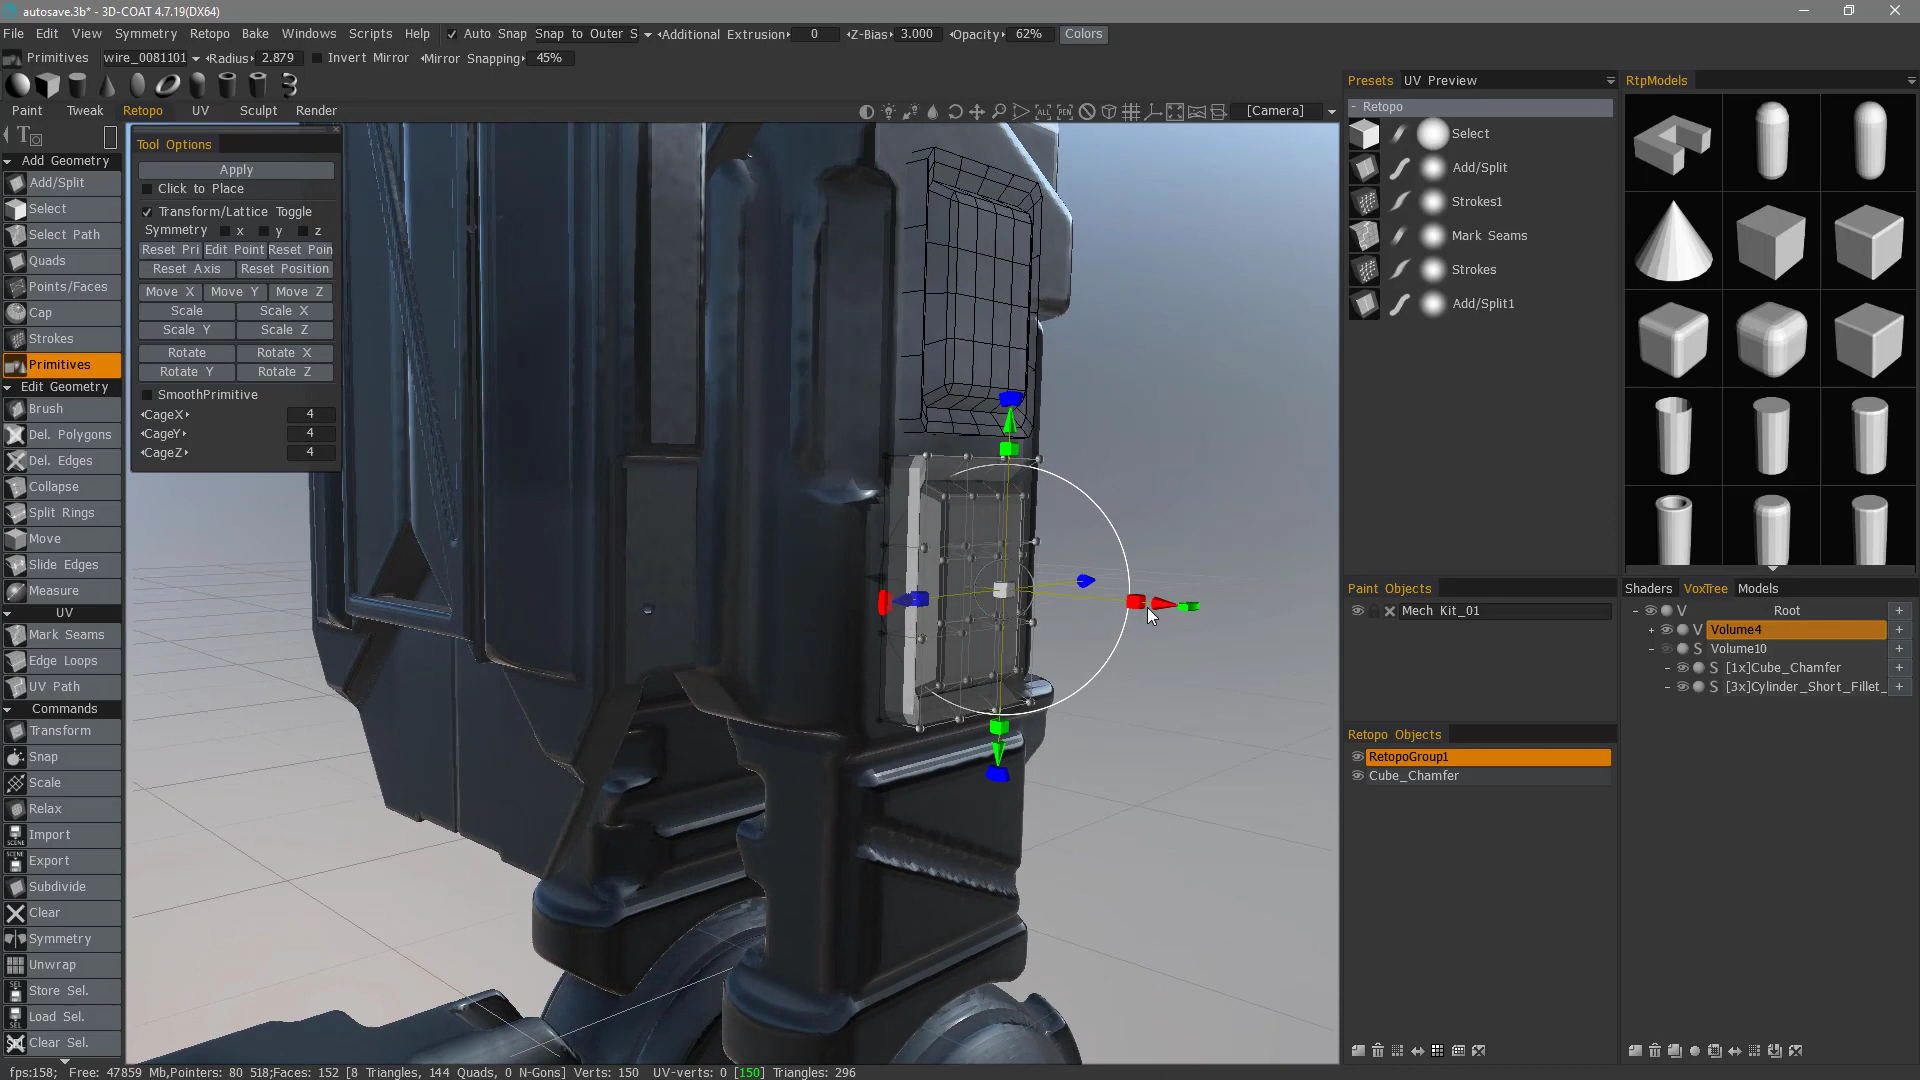 autosave.3b* - 3D-COAT 4.7.19(DX64)
File Edit View Symmetry Retopo Bake Windows Scripts Help Auto Snap Snap to Outer S Additional Extrusion 0 Z-Bias 3.000 Opacity 62% Colors
Primitives wire_0081101 Radius 2.879 Invert Mirror Mirror Snapping 45%
Paint Tweak Retopo UV Sculpt Render [Camera]
Add Geometry
Add/Split
Select
Select Path
Quads
Points/Faces
Cap
Strokes
Primitives
Edit Geometry
Brush
Del. Polygons
Del. Edges
Collapse
Split Rings
Move
Slide Edges
Measure
UV
Mark Seams
Edge Loops
UV Path
Commands
Transform
Snap
Scale
Relax
Import
Export
Subdivide
Clear
Symmetry
Unwrap
Store Sel.
Load Sel.
Clear Sel.
Tool Options
Apply
Click to Place
Transform/Lattice Toggle
Symmetry x y z
Reset Pri Edit Point Reset Poin
Reset Axis Reset Position
Move X Move Y Move Z
Scale Scale X
Scale Y Scale Z
Rotate Rotate X
Rotate Y Rotate Z
SmoothPrimitive
CageX 4
CageY 4
CageZ 4
Presets UV Preview
- Retopo
Select
Add/Split
Strokes1
Mark Seams
Strokes
Add/Split1
RtpModels
Paint Objects
Mech Kit_01
Retopo Objects
RetopoGroup1
Cube_Chamfer
Shaders VoxTree Models
- V Root +
+ V Volume4 +
- S Volume10 +
- S [1x]Cube_Chamfer +
- S [3x]Cylinder_Short_Fillet_ +
fps:158; Free: 47859 Mb,Pointers: 80 518;Faces: 152 [8 Triangles, 144 Quads, 0 N-Gons] Verts: 150 UV-verts: 0 [150] Triangles: 296